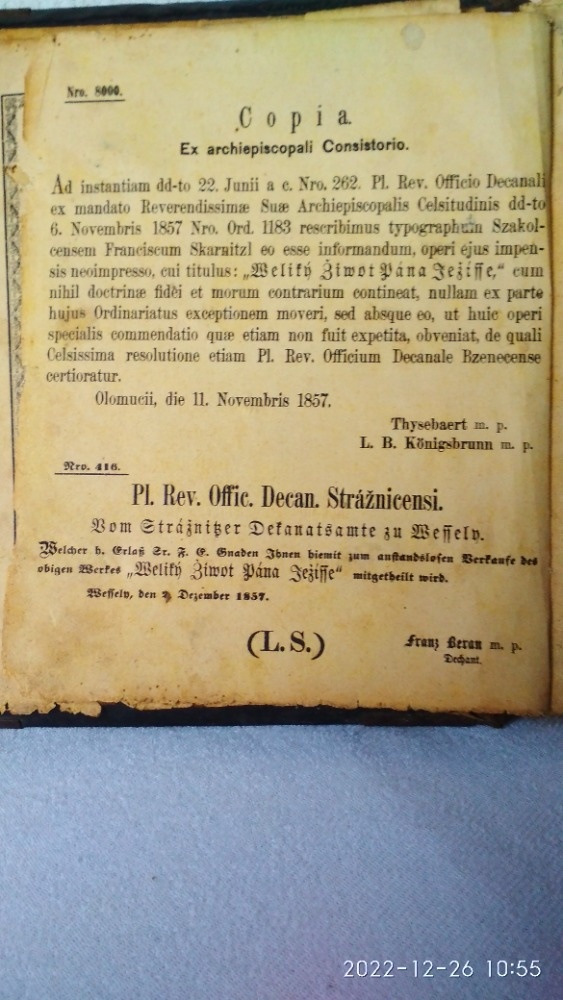 Nro. 8000.
Copia.
Ex archiepiscopali Consistorio.
Ad instantiam dd-to 22. Junii a c. Nro. 262. Pl. Rev. Officio Decanali
ex mandato Reverendissimæ Suæ Archiepiscopalis Celsitudinis dd-to
6. Novembris 1857 Nro. Ord. 1183 rescribimus typographum Szakol-
censem Franciscum Skarnitzl eo esse informandum, operi ejus impen-
sis neoimpresso, cui titulus: „Weliký Žiwot Pána Ježiſſe,“ cum
nihil doctrinæ fidei et morum contrarium contineat, nullam ex parte
hujus Ordinariatus exceptionem moveri, sed absque eo, ut huic operi
specialis commendatio quæ etiam non fuit expetita, obveniat, de quali
Celsissima resolutione etiam Pl. Rev. Officium Decanale Bzenecense
certioratur.
Olomucii, die 11. Novembris 1857.
Thysebaert m. p.
L. B. Königsbrunn m. p.
Nro. 416.
Pl. Rev. Offic. Decan. Strážnicensi.
Vom Strážnitzer Dekanatsamte zu Weſſely.
Welcher h. Erlaß Sr. F. E. Gnaden Ihnen hiemit zum anſtandsloſen Verkaufe des
obigen Werkes „Weliký Žiwot Pána Ježiſſe“ mitgetheilt wird.
Weſſely, den 2 Dezember 1857.
(L. S.)
Franz Beran m. p.
Dechant.
2022-12-26 10:55